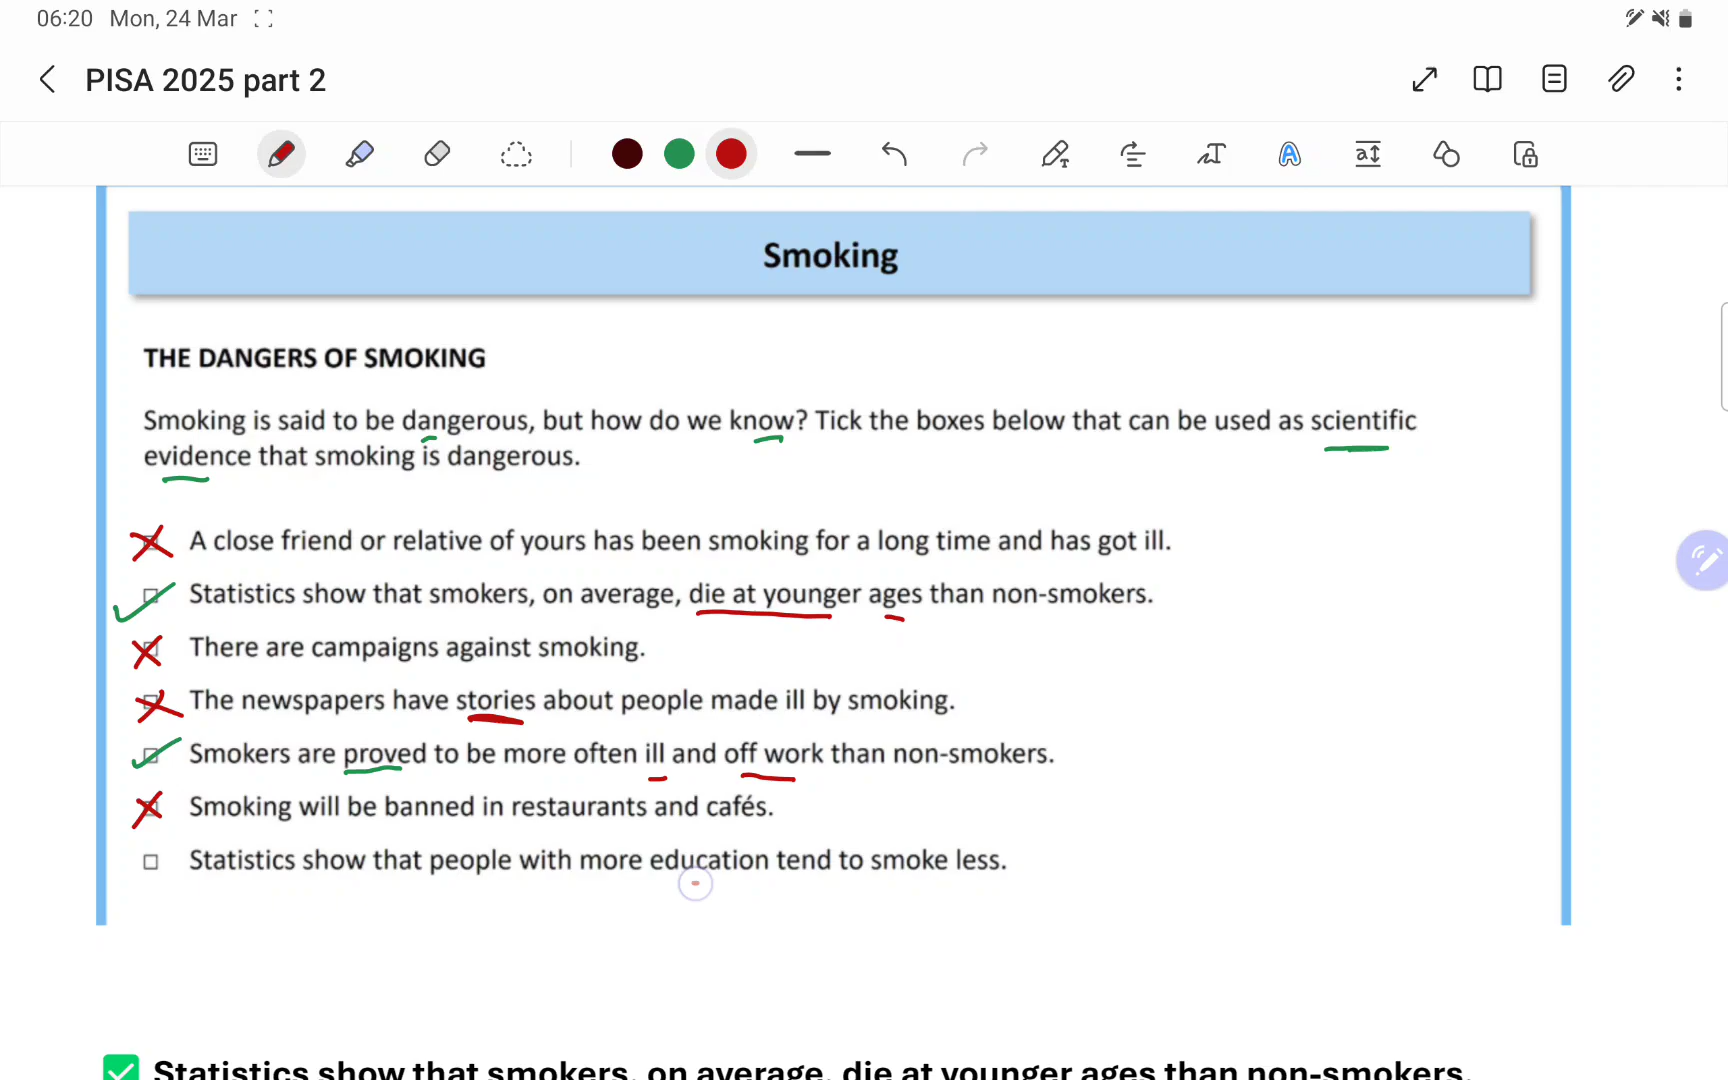 06:20 Mon, 24 Mar
PISA 2025 part 2
Smoking
THE DANGERS OF SMOKING
Smoking is said to be dangerous, but how do we know? Tick the boxes below that can be used as scientific
evidence that smoking is dangerous.
A close friend or relative of yours has been smoking for a long time and has got ill.
Statistics show that smokers, on average, die at younger ages than non-smokers.
There are campaigns against smoking.
The newspapers have stories about people made ill by smoking.
Smokers are proved to be more often ill and off work than non-smokers.
Smoking will be banned in restaurants and cafés.
Statistics show that people with more education tend to smoke less.
Statistics show that smokers, on average, die at younger ages than non-smokers.